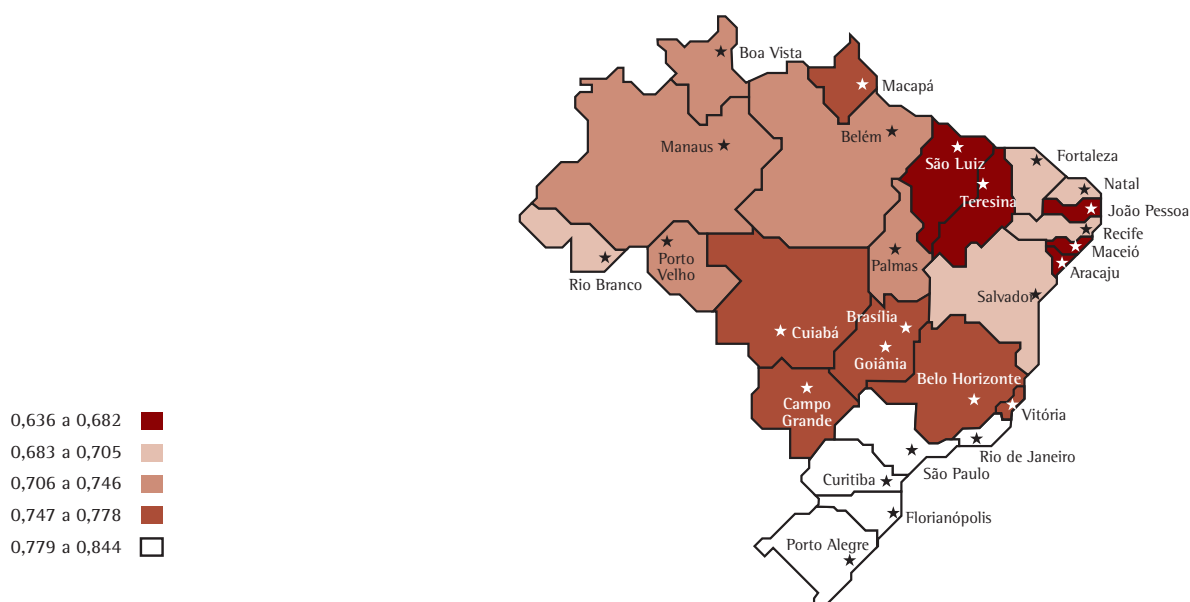 Boa Vista
Macapá
Belém
Manaus
São Luiz
Fortaleza
Teresina
Natal
João Pessoa
Recife
Maceió
Aracaju
Porto
Velho
Palmas
Rio Branco
Salvador
Brasília
Cuiabá
Goiânia
Belo Horizonte
Campo
Grande
Vitória
Rio de Janeiro
São Paulo
Curitiba
Florianópolis
Porto Alegre
0,636 a 0,682
0,683 a 0,705
0,706 a 0,746
0,747 a 0,778
0,779 a 0,844